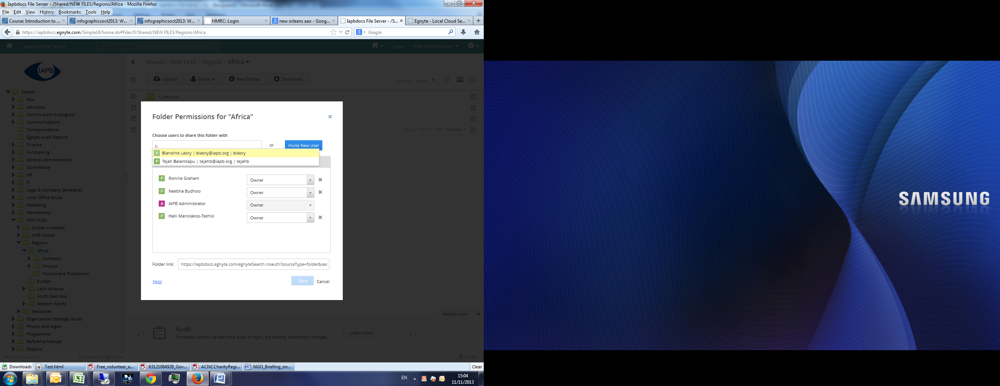 Iapbdocs File Server - /Shared/NEW FILES/Regions/Africa - Mozilla Firefox
File Edit View History Bookmarks Tools Help
Course: Introduction to ...
infographicsoct2013: W...
infographicsoct2013: W...
HMRC: Login
new orleans aao - Goog...
Iapbdocs File Server - /S...
Egnyte - Local Cloud Se...
https://iapbdocs.egnyte.com/SimpleUI/home.do#Files/0/Shared/NEW FILES/Regions/Africa
Google
Iapbdocs File Server
Apps
IAPB Administrator
IAPB
Shared
9GA
Advocacy
Comms work in progress
Communications
Correspondence
Egnyte Audit Reports
Finance
Fundraising
General Administration
Governance
HR
IT
Legal & Company Secretarial
Local Office Issues
Marketing
Membership
NEW FILES
Global Initiatives
IAPB Global
Regions
Africa
Contracts
Finance
Policies and Procedures
Europe
Latin America
South East Asia
Western Pacific
Resources
Organisation Strategic Issues
Photos and logos
Programmes
Reference Manual
Regions
Hide folder list
Powered by Egnyte
Shared / NEW FILES / Regions / Africa
Upload Share New Folder Download
Sort by: Name
Contracts
Nov 11, 2013 | 1 KB | Elizabeth T
Folder Permissions for "Africa"
Choose users to share this folder with
b
or
Invite New User
P Blandine Labry | blabry@iapb.org | blabry
P Tejah Balantrapu | tejahb@iapb.org | tejahb
P Ronnie Graham Owner
P Neebha Budhoo Owner
A IAPB Administrator Owner
P Halli Manolakos-Tsehisi Owner
Folder link: https://iapbdocs.egnyte.com/egnyteSearch.noauth?sourceType=folder&sea
Help
Save
Cancel
Helpful tools
Audit
Complete control via real-time audit of login, file actions, permission changes.
Learn More
Trash
Downloads
Test.html
Free_volunteer_a...
63121084928_Gov...
ACNCCharityRegi...
NGO_Briefing_on...
Clear
EN
15:04
11/11/2013
SAMSUNG